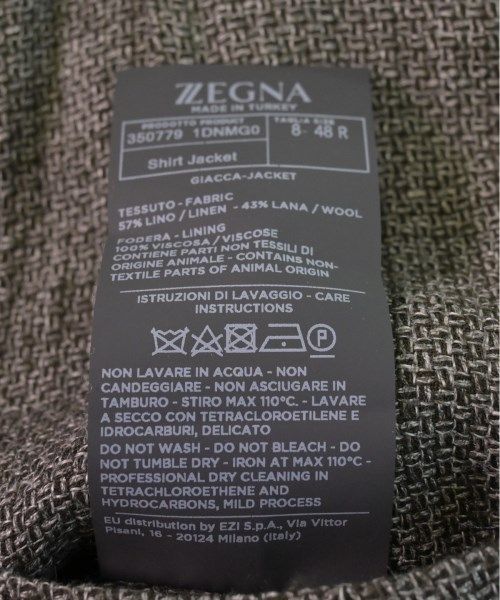 ZZEGNA
MADE IN TURKEY
PRODOTTO PRODUCT TAGLIA SIZE
350779 1DNMG0 8- 48 R
Shirt Jacket
GIACCA-JACKET
TESSUTO - FABRIC
57% LINO / LINEN - 43% LANA / WOOL
FODERA - LINING
100% VISCOSA / VISCOSE
CONTIENE PARTI NON TESSILI DI
ORIGINE ANIMALE - CONTAINS NON-
TEXTILE PARTS OF ANIMAL ORIGIN
ISTRUZIONI DI LAVAGGIO - CARE
INSTRUCTIONS
P
NON LAVARE IN ACQUA - NON
CANDEGGIARE - NON ASCIUGARE IN
TAMBURO - STIRO MAX 110°C. - LAVARE
A SECCO CON TETRACLOROETILENE E
IDROCARBURI, DELICATO
DO NOT WASH - DO NOT BLEACH - DO
NOT TUMBLE DRY - IRON AT MAX 110°C -
PROFESSIONAL DRY CLEANING IN
TETRACHLOROETHENE AND
HYDROCARBONS, MILD PROCESS
EU distribution by EZI S.p.A., Via Vittor
Pisani, 16 - 20124 Milano (Italy)